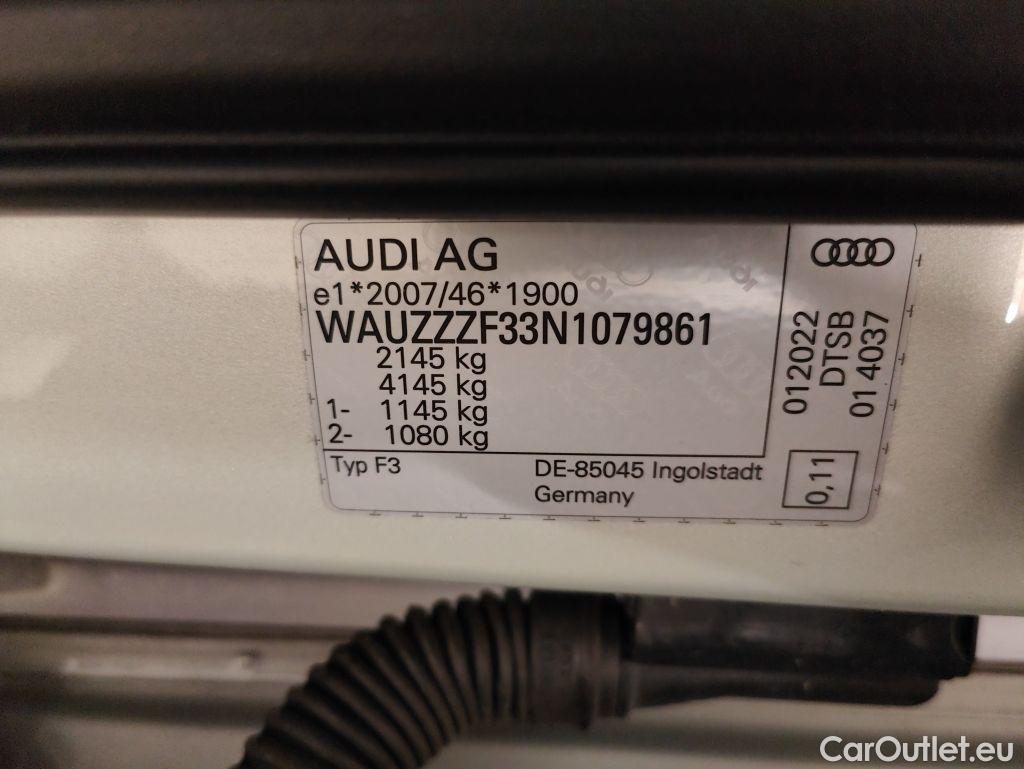 AUDI AG
e1*2007/46*1900
WAUZZZF33N1079861
2145 kg
4145 kg
1- 1145 kg
2- 1080 kg
Typ F3
DE-85045 Ingolstadt
Germany
012022
DTSB
01 4037
0,11
CarOutlet.eu